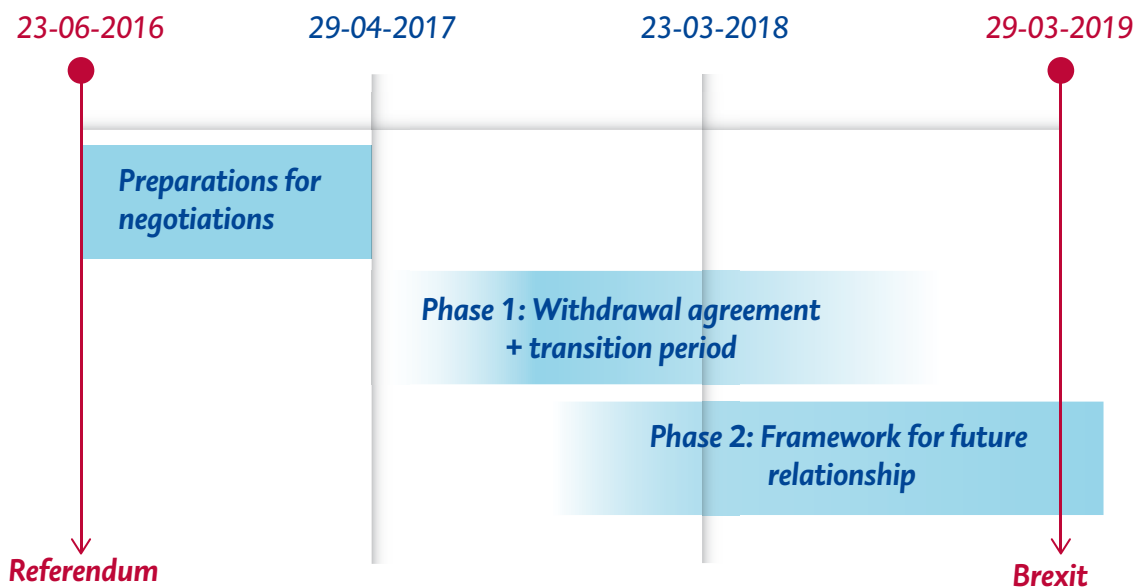 23-06-2016 29-04-2017 23-03-2018 29-03-2019
Preparations for
negotiations
Phase 1: Withdrawal agreement
+ transition period
Phase 2: Framework for future
relationship
Referendum
Brexit